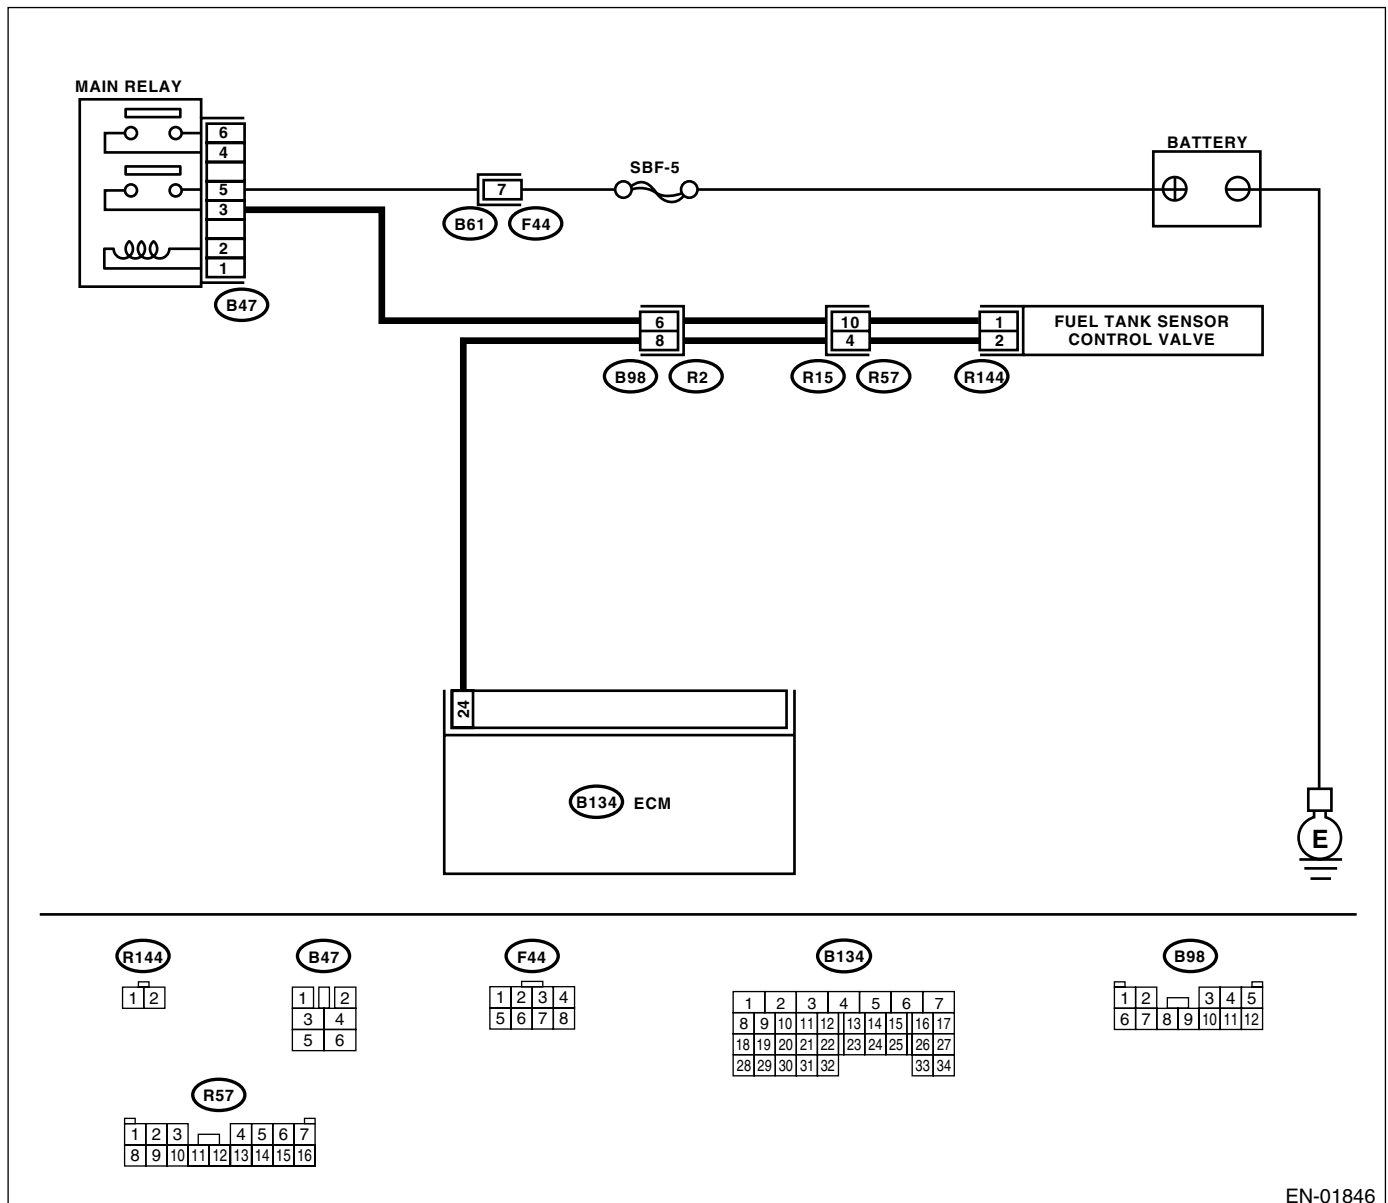 MAIN RELAY
6
4
5
3
2
1
B47
7
B61 F44
SBF-5
BATTERY
6
8
B98 R2
10
4
R15 R57
1
2
R144
FUEL TANK SENSOR
CONTROL VALVE
24
B134 ECM
E
R144
1 2
B47
1 2
3 4
5 6
F44
1 2 3 4
5 6 7 8
B134
1 2 3 4 5 6 7
8 9 10 11 12 13 14 15 16 17
18 19 20 21 22 23 24 25 26 27
28 29 30 31 32 33 34
B98
1 2 3 4 5
6 7 8 9 10 11 12
R57
1 2 3 4 5 6 7
8 9 10 11 12 13 14 15 16
EN-01846